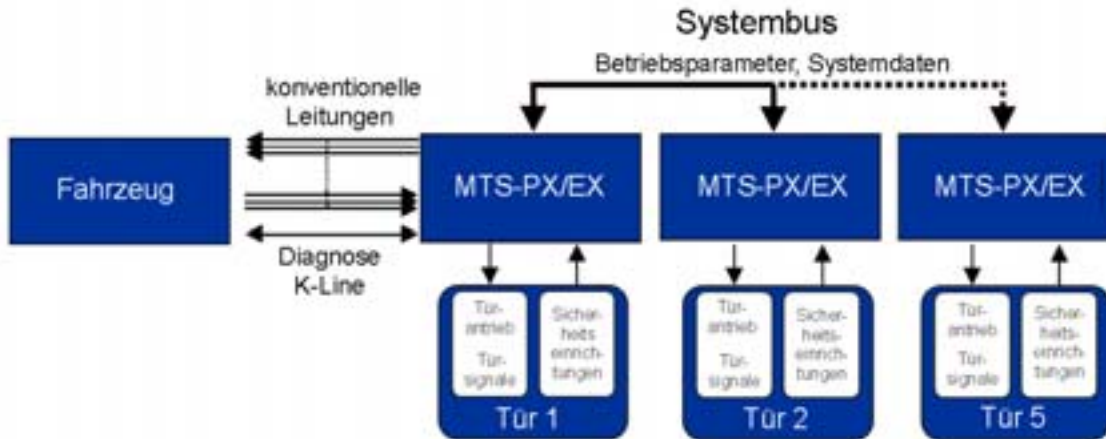 Systembus
Betriebsparameter, Systemdaten
konventionelle
Leitungen
Fahrzeug
MTS-PX/EX
MTS-PX/EX
MTS-PX/EX
Diagnose
K-Line
Tür-
antrieb
Tür-
signale
Sicher-
heits
einrich-
tungen
Tür 1
Tür-
antrieb
Tür-
signale
Sicher-
heits-
einrich-
tungen
Tür 2
Tür-
antrieb
Tür-
signale
Sicher-
heits-
einrich-
tungen
Tür 5